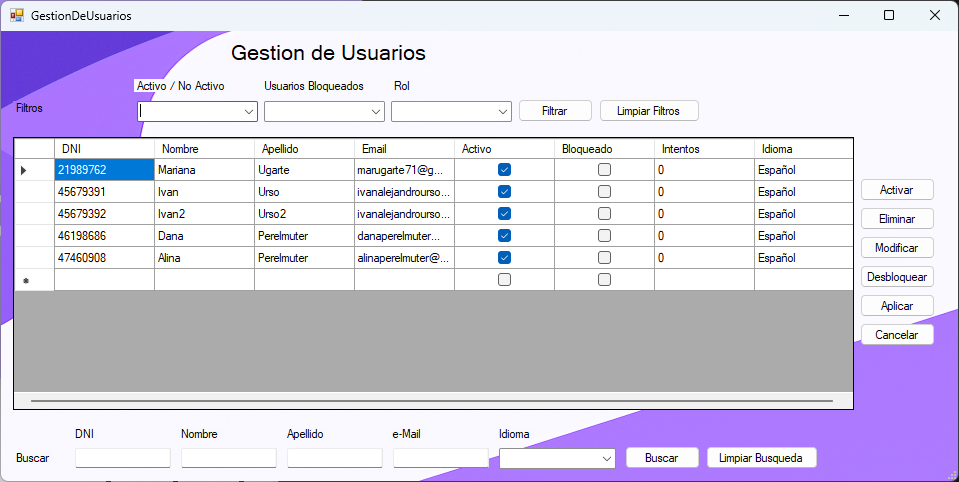 GestionDeUsuarios
Gestion de Usuarios
Activo / No Activo Usuarios Bloqueados Rol
Filtros Filtrar Limpiar Filtros
DNI Nombre Apellido Email Activo Bloqueado Intentos Idioma
21989762 Mariana Ugarte marugarte71@g... 0 Español
45679391 Ivan Urso ivanalejandrourso... 0 Español
45679392 Ivan2 Urso2 ivanalejandrourso... 0 Español
46198686 Dana Perelmuter danaperelmuter... 0 Español
47460908 Alina Perelmuter alinaperelmuter@... 0 Español
Activar
Eliminar
Modificar
Desbloquear
Aplicar
Cancelar
DNI Nombre Apellido e-Mail Idioma
Buscar Buscar Limpiar Busqueda